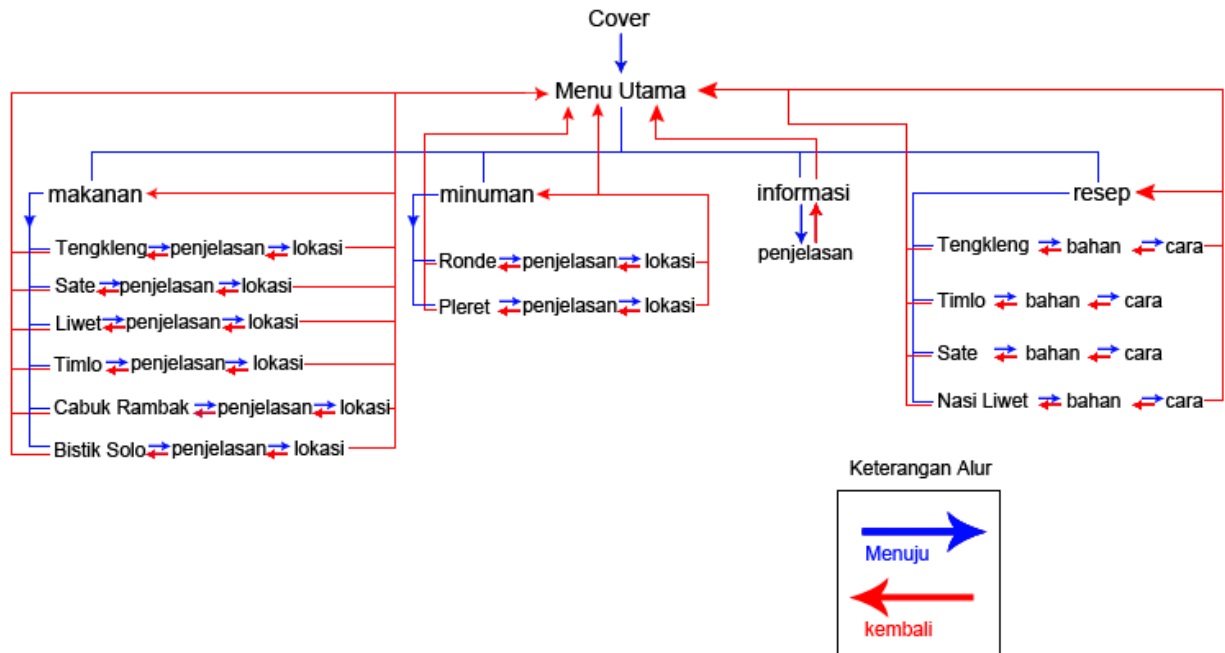 Cover
Menu Utama
makanan
minuman
informasi
resep
Tengkleng penjelasan lokasi
Sate penjelasan lokasi
Liwet penjelasan lokasi
Timlo penjelasan lokasi
Cabuk Rambak penjelasan lokasi
Bistik Solo penjelasan lokasi
Ronde penjelasan lokasi
Pleret penjelasan lokasi
penjelasan
Tengkleng bahan cara
Timlo bahan cara
Sate bahan cara
Nasi Liwet bahan cara
Keterangan Alur
Menuju
kembali